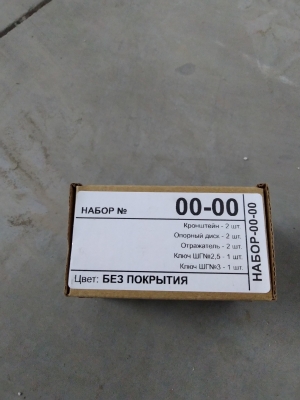 НАБОР № 00-00
Кронштейн - 2 шт.
Опорный диск - 2 шт.
Отражатель - 2 шт.
Ключ ШГ№2,5 - 1 шт.
Ключ ШГ№3 - 1 шт.
Цвет: БЕЗ ПОКРЫТИЯ
НАБОР-00-00